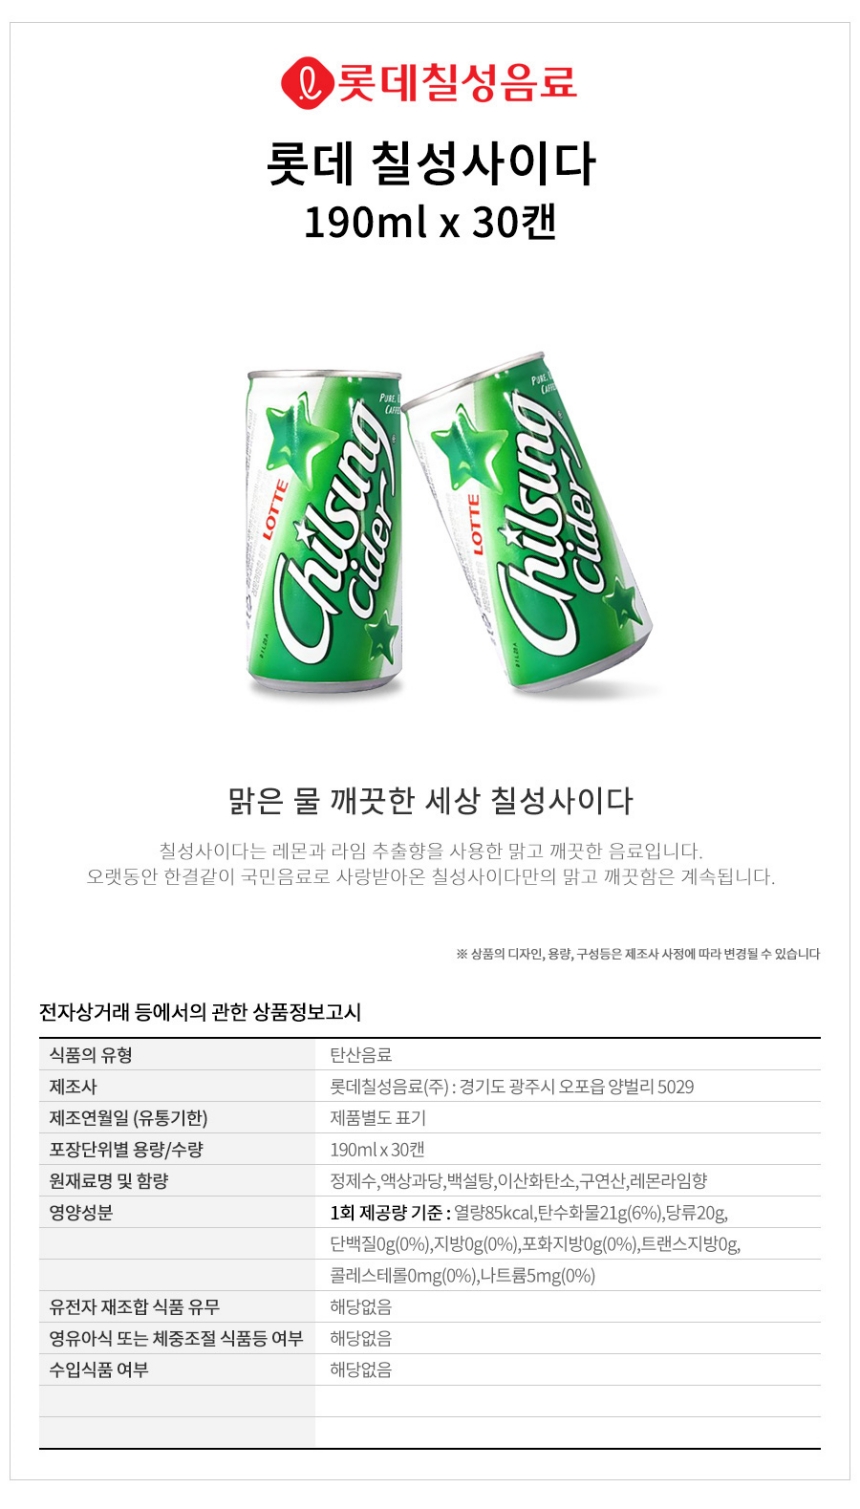 롯데칠성음료
롯데 칠성사이다
190ml x 30캔
PURE,
CAFFE
LOTTE
Chilsung
Cider
PURE,
CAFFE
LOTTE
Chilsung
Cider
맑은 물 깨끗한 세상 칠성사이다
칠성사이다는 레몬과 라임 추출향을 사용한 맑고 깨끗한 음료입니다.
오랫동안 한결같이 국민음료로 사랑받아온 칠성사이다만의 맑고 깨끗함은 계속됩니다.
※ 상품의 디자인, 용량, 구성등은 제조사 사정에 따라 변경될 수 있습니다
전자상거래 등에서의 관한 상품정보고시
식품의 유형 탄산음료
제조사 롯데칠성음료(주) : 경기도 광주시 오포읍 양벌리 5029
제조연월일 (유통기한) 제품별도 표기
포장단위별 용량/수량 190ml x 30캔
원재료명 및 함량 정제수,액상과당,백설탕,이산화탄소,구연산,레몬라임향
영양성분 1회 제공량 기준 : 열량85kcal,탄수화물21g(6%),당류20g,
단백질0g(0%),지방0g(0%),포화지방0g(0%),트랜스지방0g,
콜레스테롤0mg(0%),나트륨5mg(0%)
유전자 재조합 식품 유무 해당없음
영유아식 또는 체중조절 식품등 여부 해당없음
수입식품 여부 해당없음